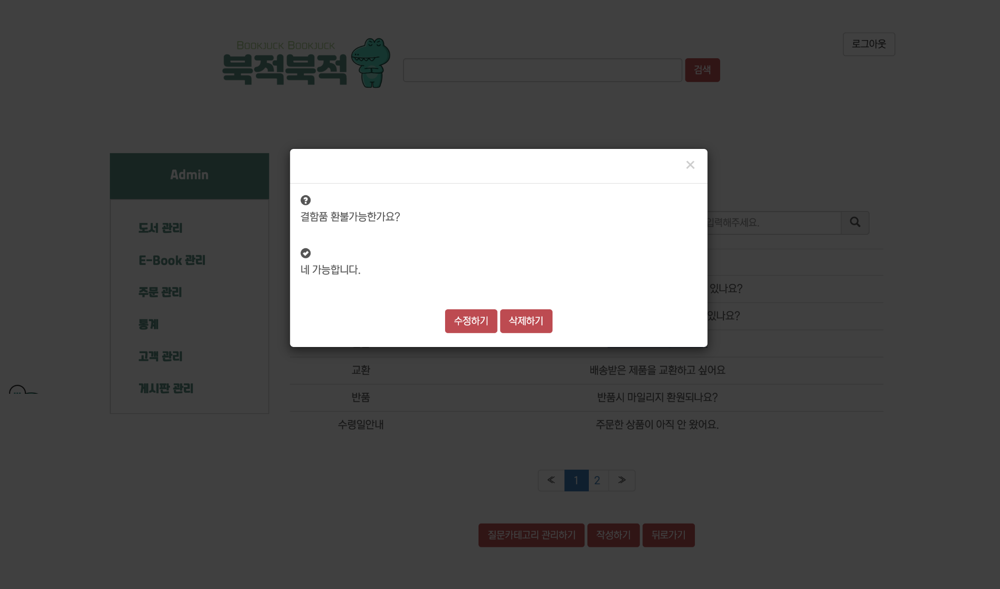 BOOKJUCK BOOKJUCK
북적북적
검색
로그아웃
Admin
도서 관리
E-Book 관리
주문 관리
통계
고객 관리
게시판 관리
×
결함품 환불가능한가요?
네 가능합니다.
수정하기 삭제하기
입력해주세요.
있나요?
있나요?
교환 배송받은 제품을 교환하고 싶어요
반품 반품시 마일리지 환원되나요?
수령일안내 주문한 상품이 아직 안 왔어요.
« 1 2 »
질문카테고리 관리하기 작성하기 뒤로가기